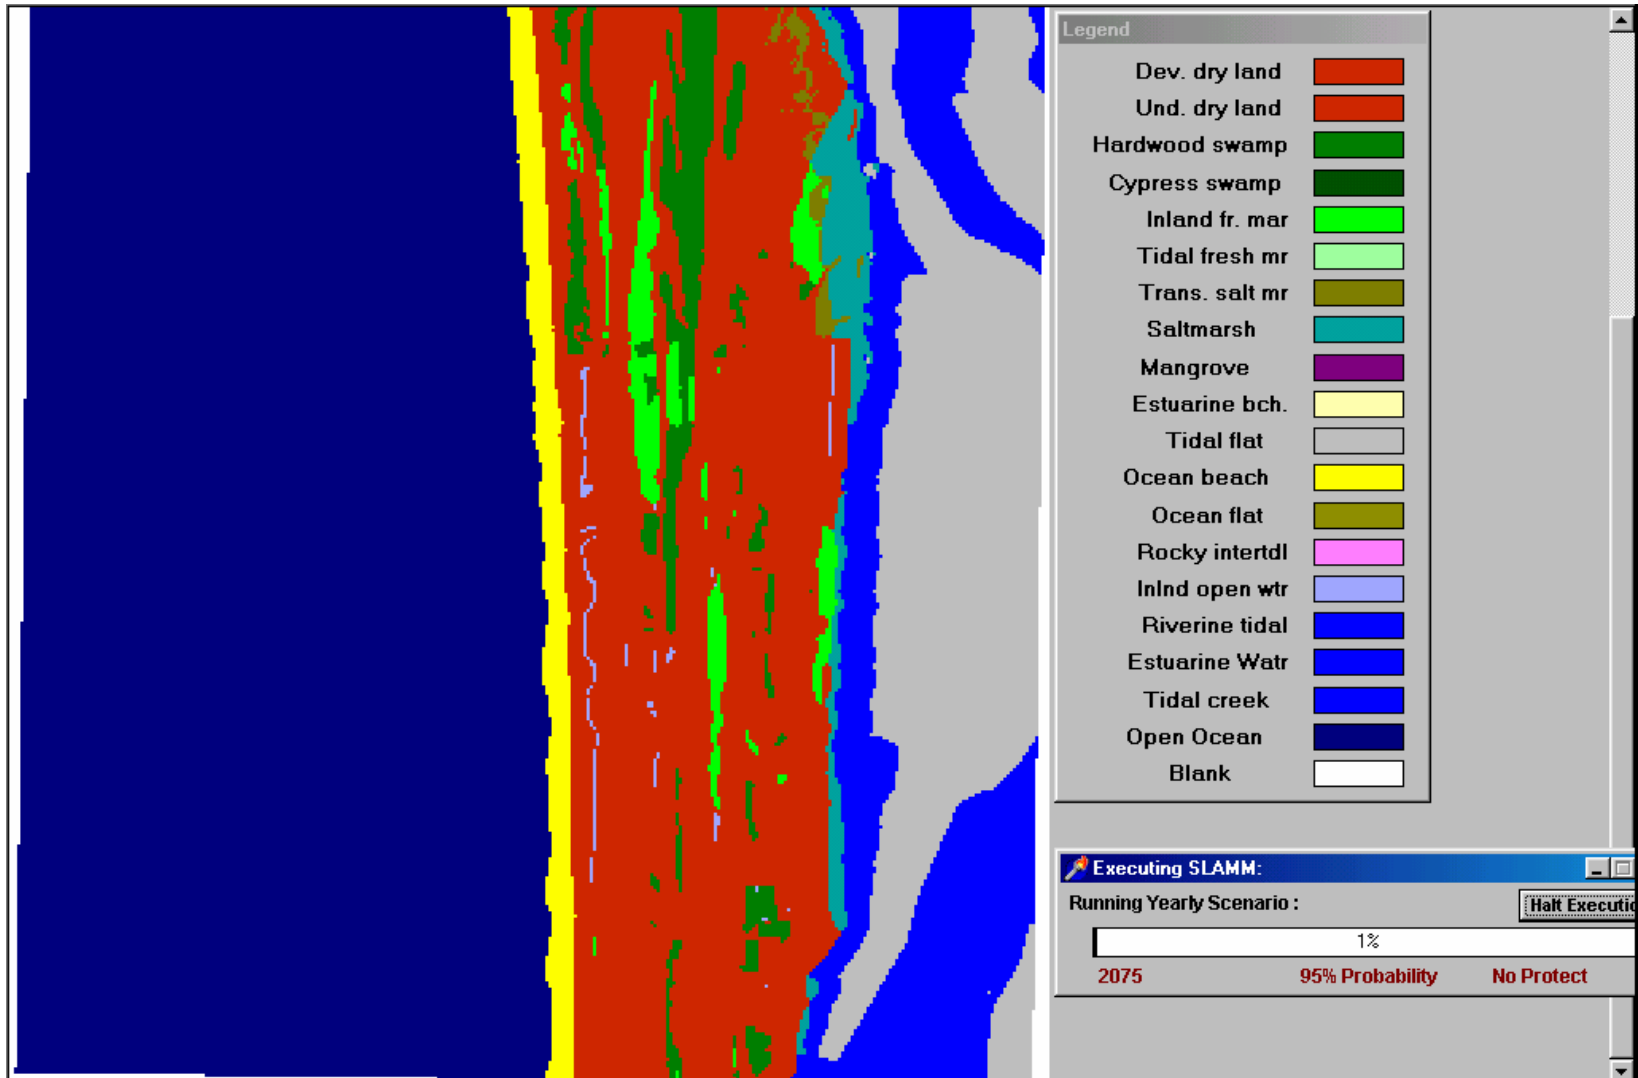 Legend
Dev. dry land
Und. dry land
Hardwood swamp
Cypress swamp
Inland fr. mar
Tidal fresh mr
Trans. salt mr
Saltmarsh
Mangrove
Estuarine bch.
Tidal flat
Ocean beach
Ocean flat
Rocky intertdl
Inlnd open wtr
Riverine tidal
Estuarine Watr
Tidal creek
Open Ocean
Blank
Executing SLAMM:
Running Yearly Scenario :
Halt Executio
1%
2075 95% Probability No Protect